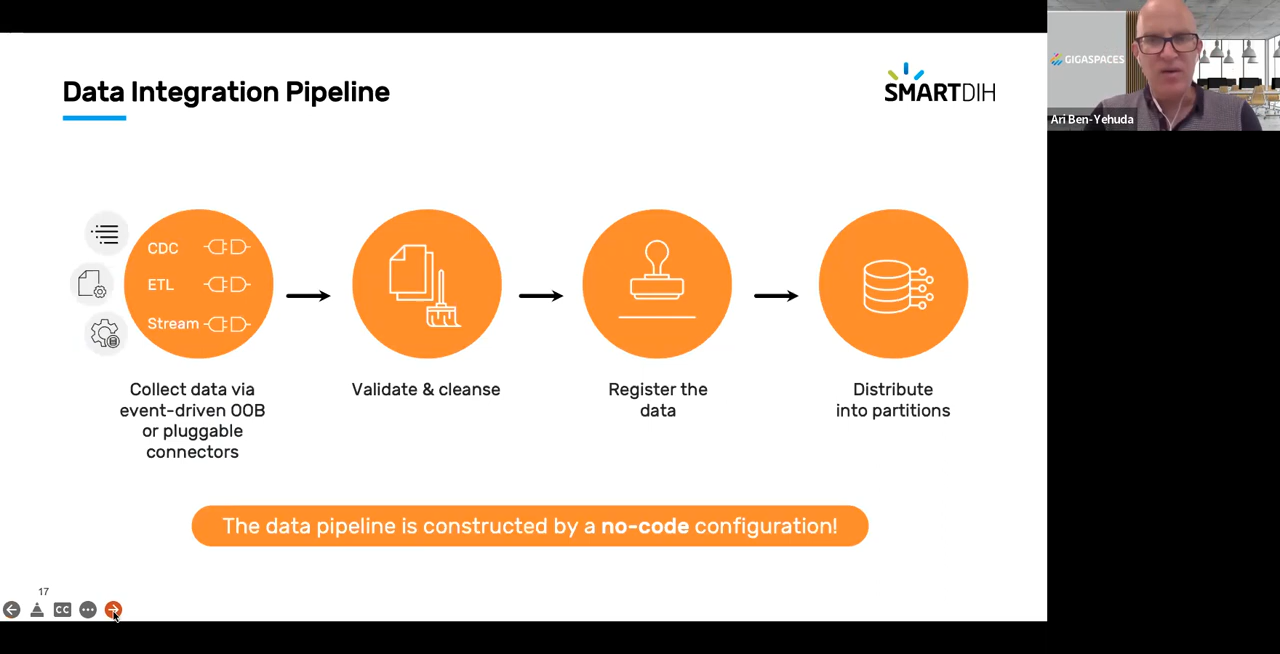 Data Integration Pipeline
SMARTDIH
GIGASPACES
Ari Ben-Yehuda
CDC
ETL
Stream
Collect data via
event-driven OOB
or pluggable
connectors
Validate & cleanse
Register the
data
Distribute
into partitions
The data pipeline is constructed by a no-code configuration!
17
CC